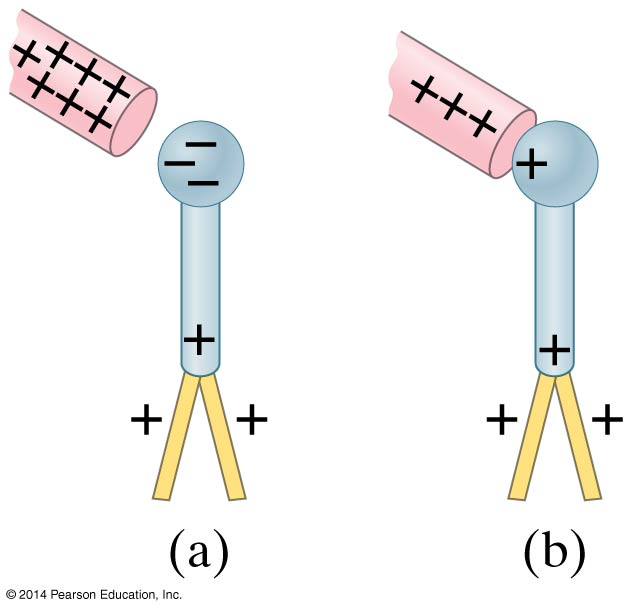 + + + +
+ + +
−
− −
+
+ +
+ + +
+
+
+ +
(a) (b)
© 2014 Pearson Education, Inc.